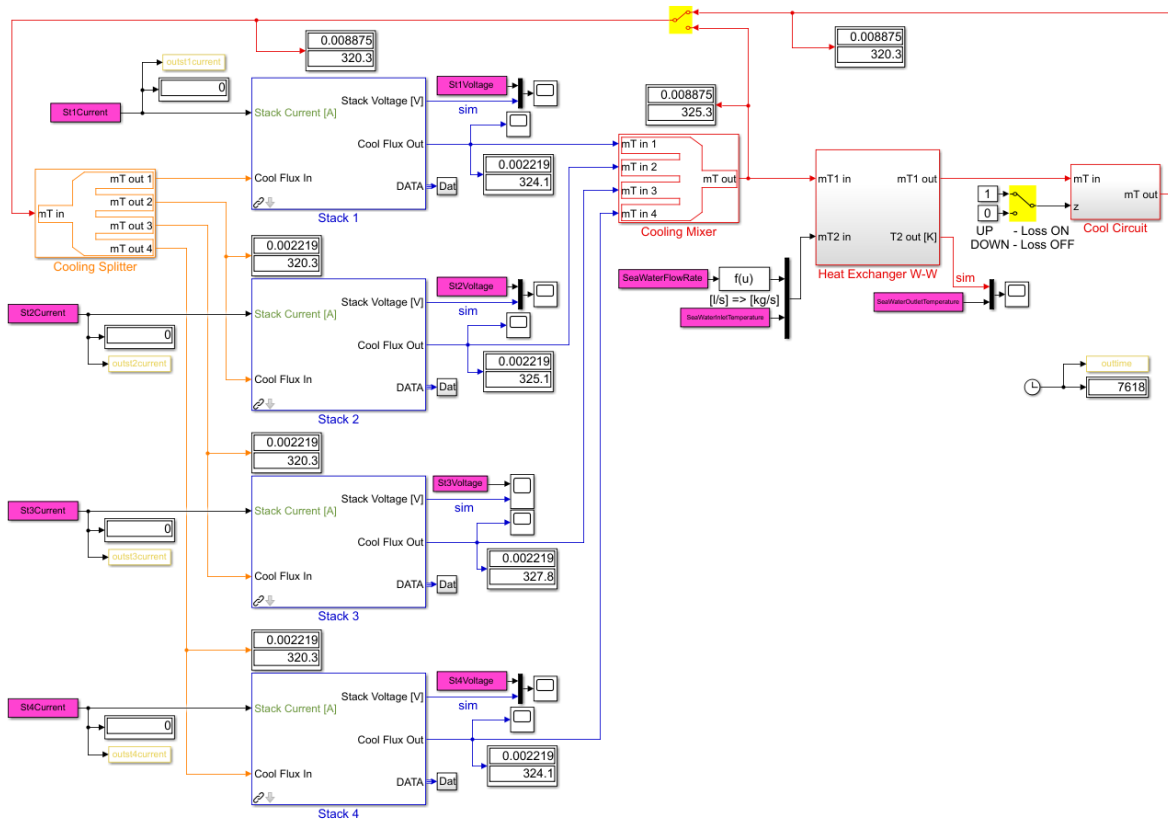 0.008875
320.3
0.008875
320.3
outst1current
0
St1Current
Stack Voltage [V]
Stack Current [A]
Cool Flux Out
Cool Flux In
DATA
Dat
Stack 1
St1Voltage
sim
0.002219
324.1
0.008875
325.3
mT in
mT out 1
mT out 2
mT out 3
mT out 4
Cooling Splitter
mT in 1
mT in 2
mT in 3
mT in 4
mT out
Cooling Mixer
mT1 in
mT1 out
mT2 in
T2 out [K]
Heat Exchanger W-W
mT in
mT out
z
Cool Circuit
1
0
UP - Loss ON
DOWN - Loss OFF
0.002219
320.3
SeaWaterFlowRate
f(u)
[l/s] => [kg/s]
SeaWaterInletTemperature
sim
SeaWaterOutletTemperature
St2Current
0
outst2current
Stack Voltage [V]
Stack Current [A]
Cool Flux Out
Cool Flux In
DATA
Dat
Stack 2
St2Voltage
sim
0.002219
325.1
outtime
7618
0.002219
320.3
St3Current
0
outst3current
Stack Voltage [V]
Stack Current [A]
Cool Flux Out
Cool Flux In
DATA
Dat
Stack 3
St3Voltage
sim
0.002219
327.8
0.002219
320.3
St4Current
0
outst4current
Stack Voltage [V]
Stack Current [A]
Cool Flux Out
Cool Flux In
DATA
Dat
Stack 4
St4Voltage
sim
0.002219
324.1